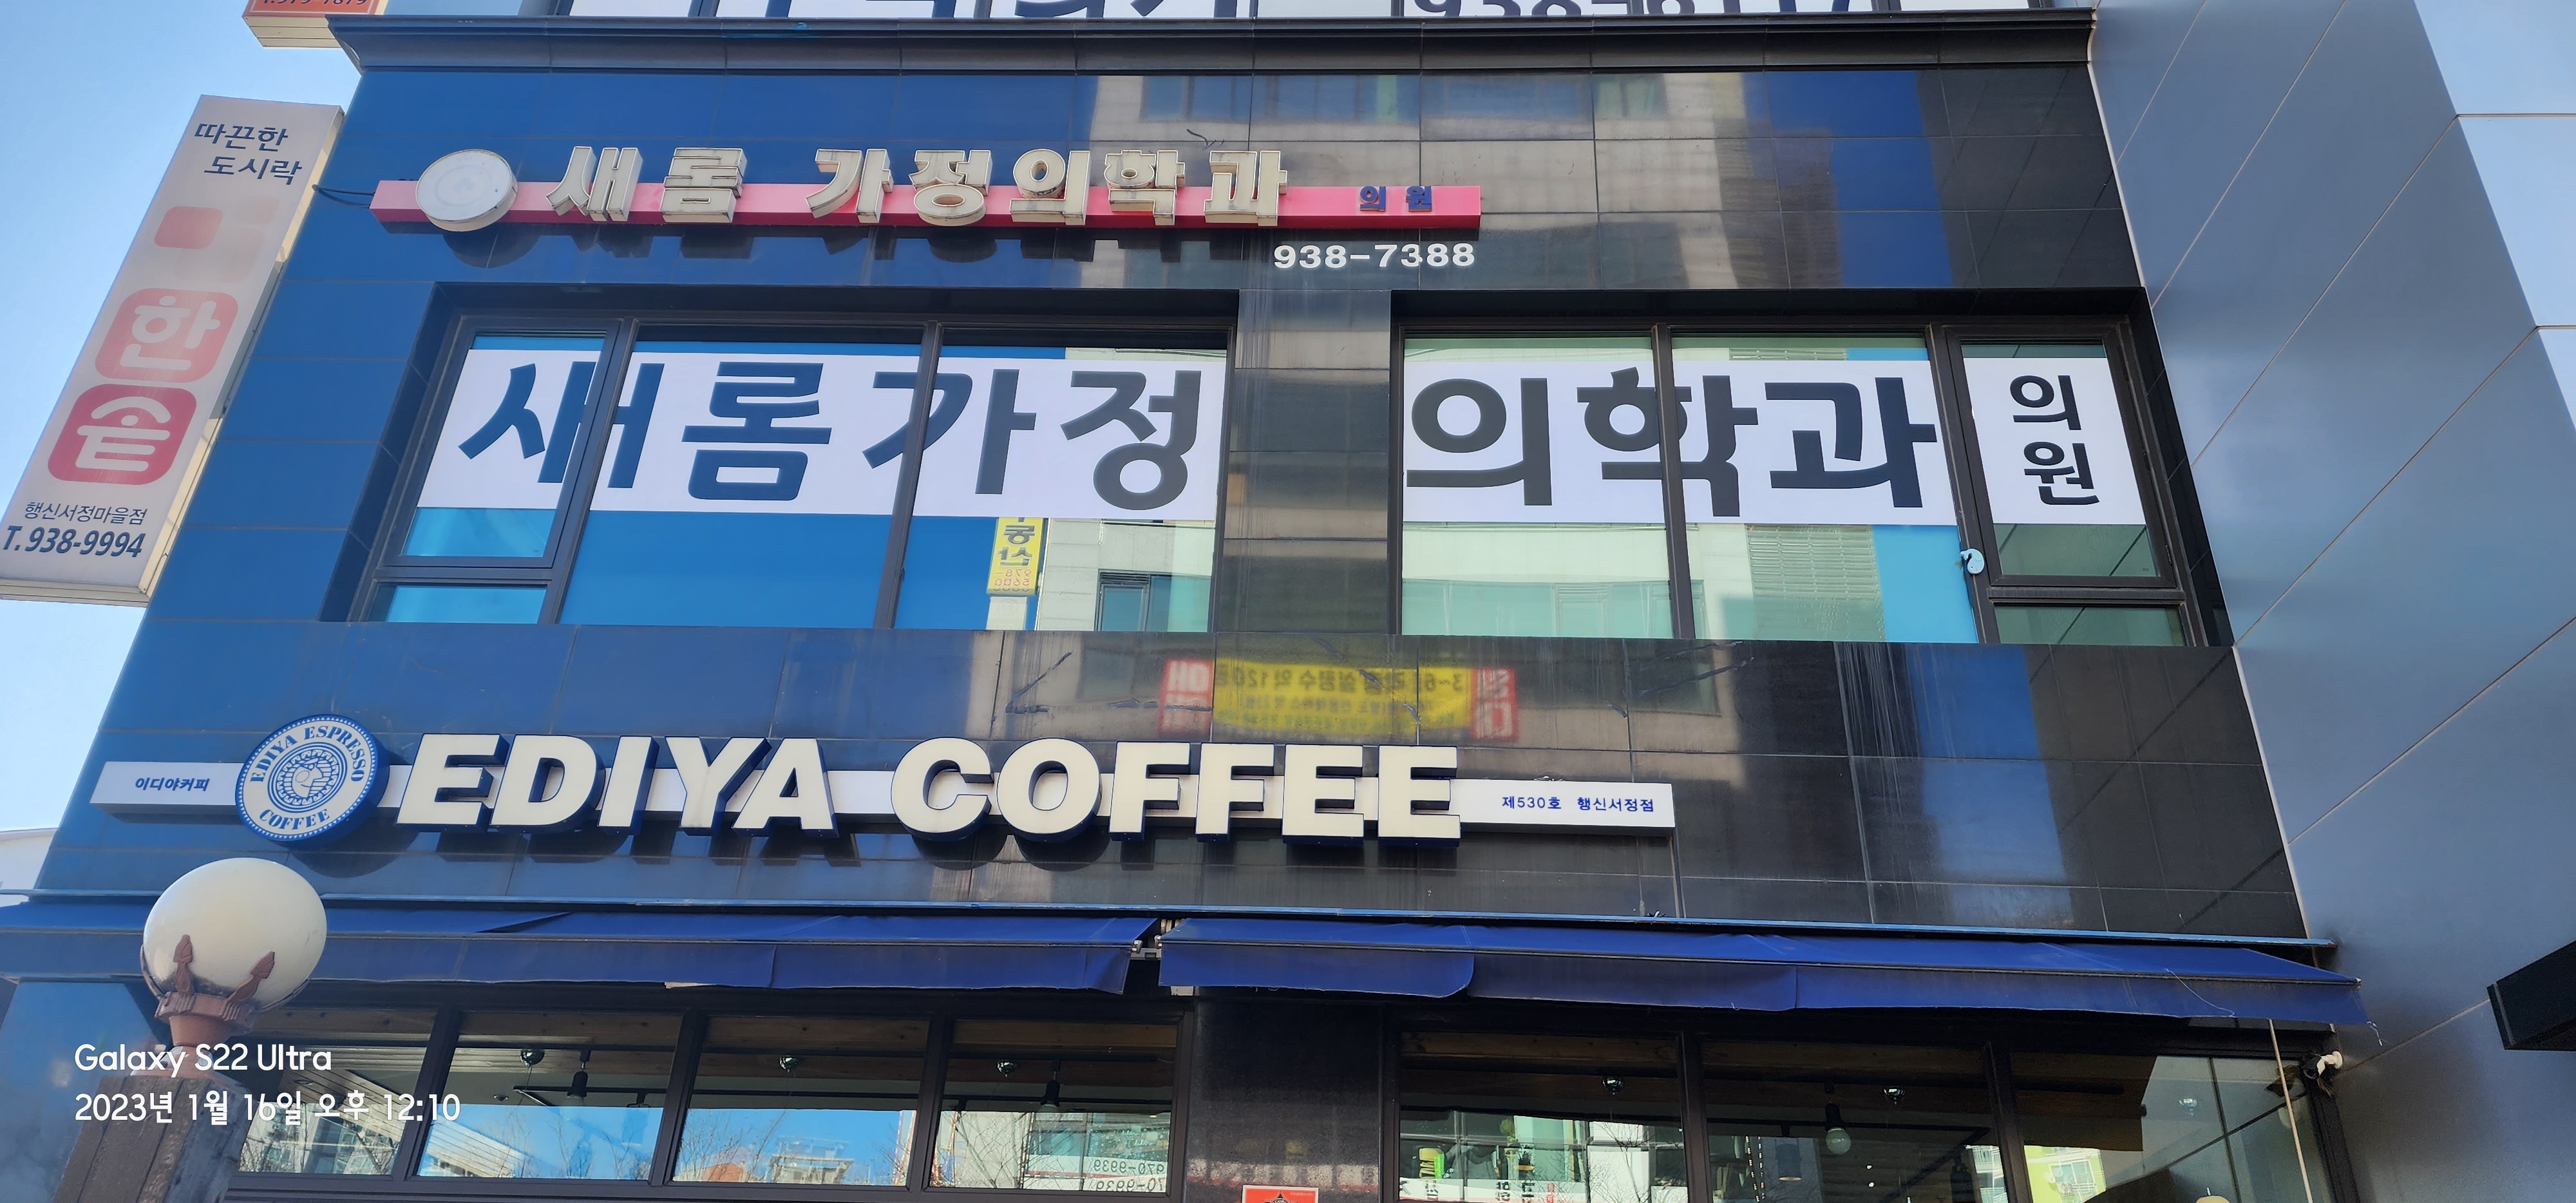 따끈한
도시락
한
솥
행신서정마을점
T.938-9994
새롬 가정의학과 의원
938-7388
새롬가정의학과 의원
이디야커피
EDIYA ESPRESSO
COFFEE
EDIYA COFFEE
제530호 행신서정점
Galaxy S22 Ultra
2023년 1월 16일 오후 12:10